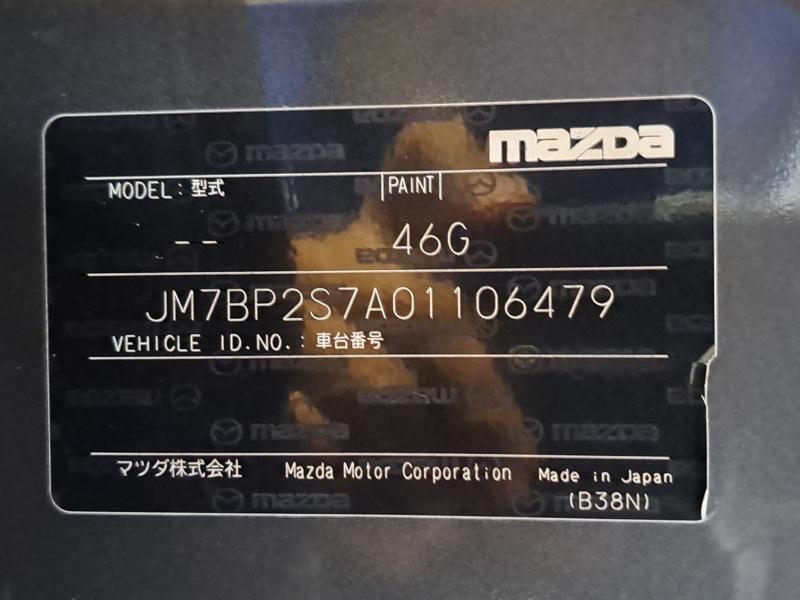 mazda
MODEL：型式 PAINT
-- 46G
JM7BP2S7A01106479
VEHICLE ID.NO.：車台番号
マツダ株式会社 Mazda Motor Corporation Made in Japan
(B38N)